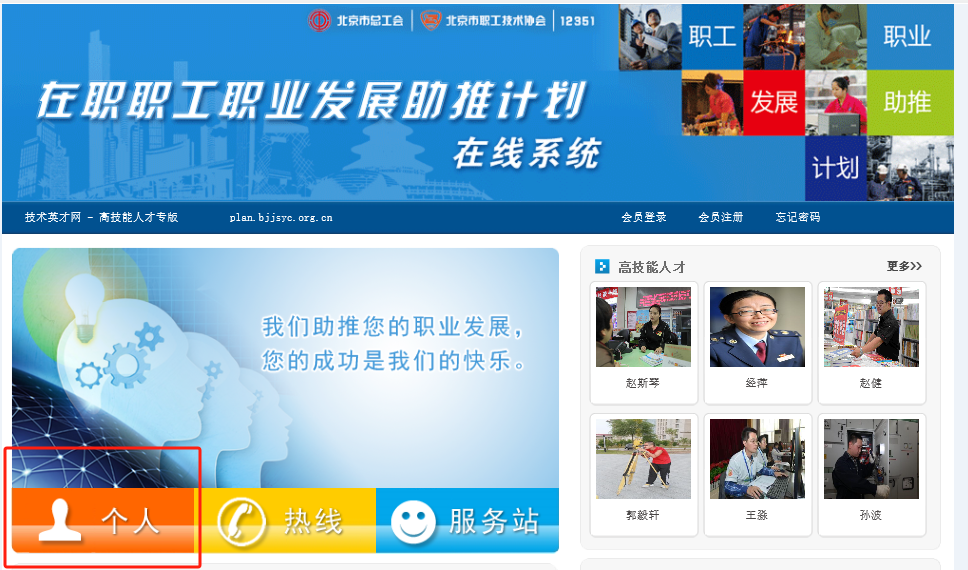 北京市总工会 北京市职工技术协会 12351
职工 职业
发展 助推
计划
在职职工职业发展助推计划
在线系统
技术英才网 - 高技能人才专版 plan.bjjsyc.org.cn 会员登录 会员注册 忘记密码
我们助推您的职业发展，
您的成功是我们的快乐。
个人 热线 服务站
高技能人才 更多>>
赵斯琴 经萍 赵健
郭毅轩 王淼 孙波